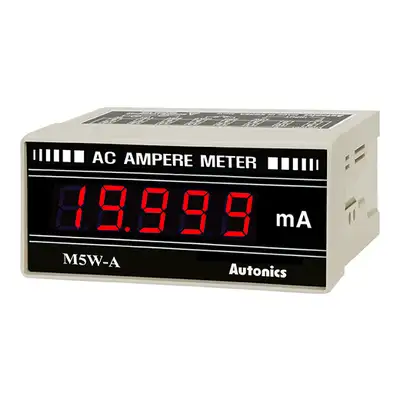 AC AMPERE METER
19.999 mA
M5W-A
Autonics